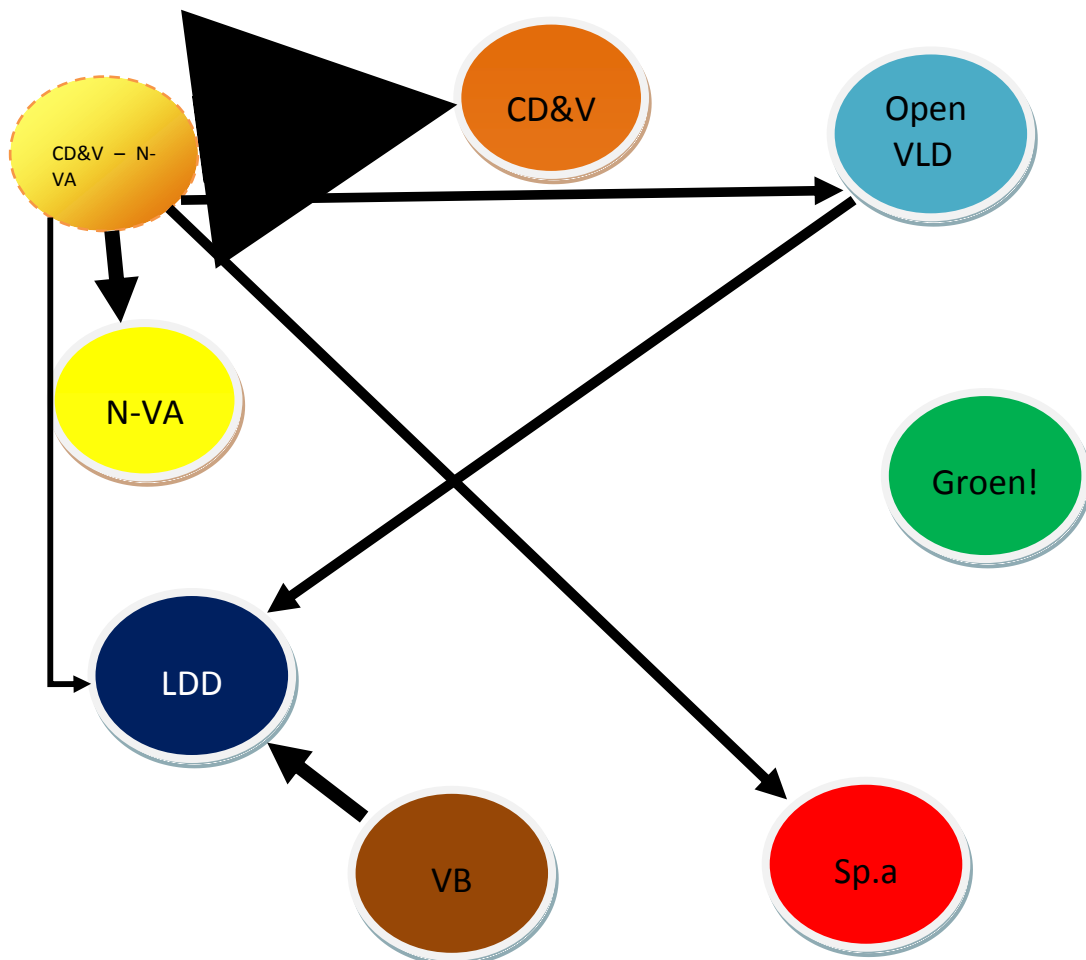 CD&V
Open
VLD
CD&V – N-
VA
N-VA
Groen!
LDD
VB
Sp.a